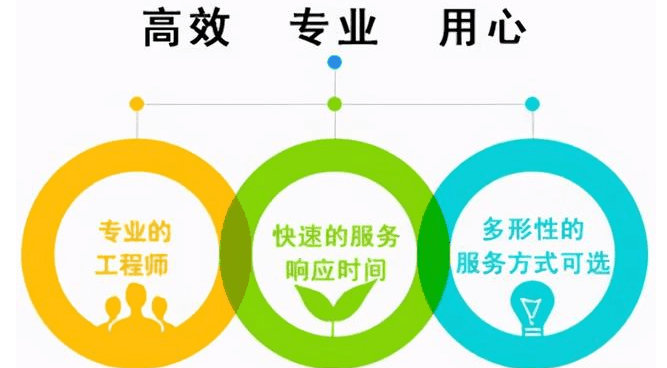 高效 专业 用心
专业的
工程师
快速的服务
响应时间
多形性的
服务方式可选